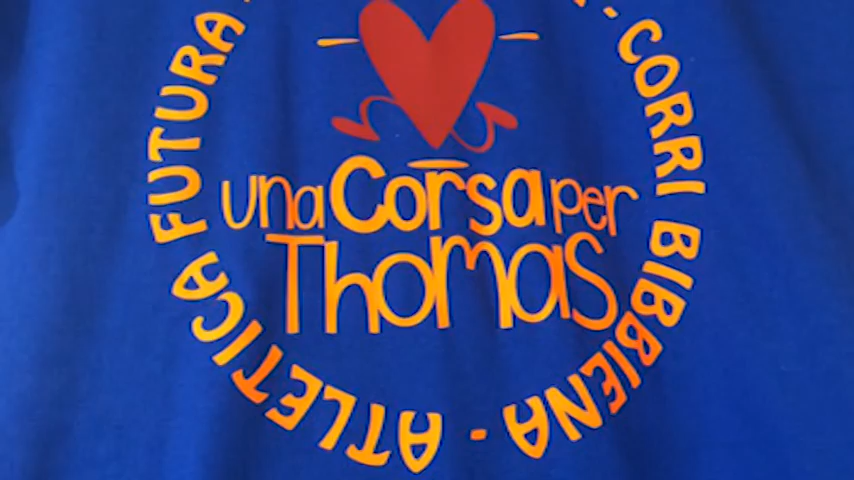 una Corsa per
Thomas
ATLETICA FUTURA - CORRI BIBBIENA -